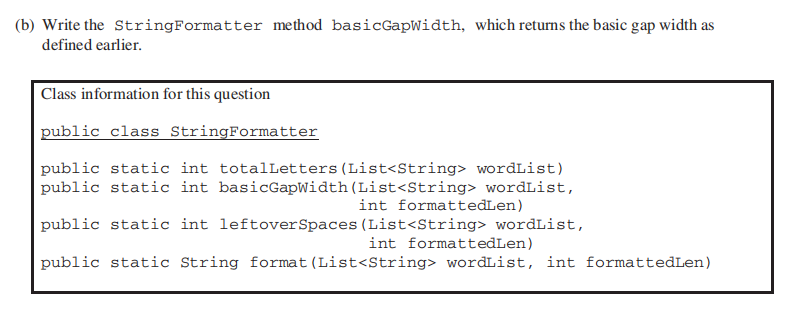 (b) Write the StringFormatter method basicGapWidth, which returns the basic gap width as
defined earlier.
Class information for this question
public class StringFormatter
public static int totalLetters(List<String> wordList)
public static int basicGapWidth(List<String> wordList,
int formattedLen)
public static int leftoverSpaces(List<String> wordList,
int formattedLen)
public static String format(List<String> wordList, int formattedLen)